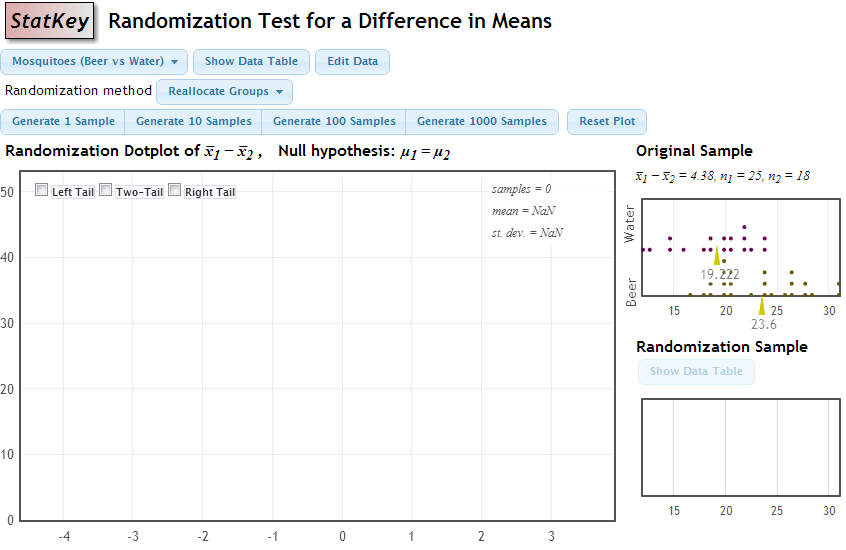 StatKey Randomization Test for a Difference in Means
Mosquitoes (Beer vs Water) Show Data Table Edit Data
Randomization method Reallocate Groups
Generate 1 Sample Generate 10 Samples Generate 100 Samples Generate 1000 Samples Reset Plot
Randomization Dotplot of x̅₁ − x̅₂ , Null hypothesis: μ₁ = μ₂
Left Tail Two-Tail Right Tail
samples = 0
mean = NaN
st. dev. = NaN
50
40
30
20
10
0
-4 -3 -2 -1 0 1 2 3
Original Sample
x̅₁ − x̅₂ = 4.38, n₁ = 25, n₂ = 18
Water
19.222
Beer
15 20 25 30
23.6
Randomization Sample
Show Data Table
15 20 25 30